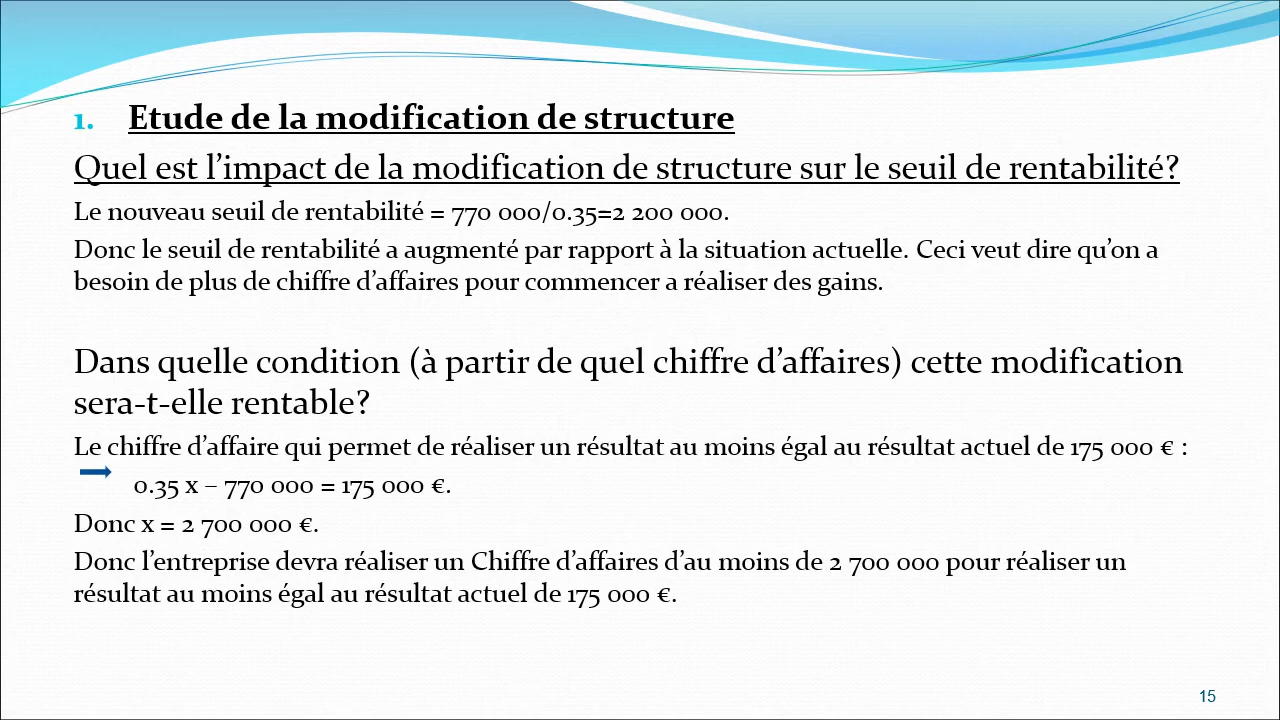 1. Etude de la modification de structure
Quel est l’impact de la modification de structure sur le seuil de rentabilité?
Le nouveau seuil de rentabilité = 770 000/0.35=2 200 000.
Donc le seuil de rentabilité a augmenté par rapport à la situation actuelle. Ceci veut dire qu’on a
besoin de plus de chiffre d’affaires pour commencer a réaliser des gains.
Dans quelle condition (à partir de quel chiffre d’affaires) cette modification
sera-t-elle rentable?
Le chiffre d’affaire qui permet de réaliser un résultat au moins égal au résultat actuel de 175 000 € :
0.35 x – 770 000 = 175 000 €.
Donc x = 2 700 000 €.
Donc l’entreprise devra réaliser un Chiffre d’affaires d’au moins de 2 700 000 pour réaliser un
résultat au moins égal au résultat actuel de 175 000 €.
15